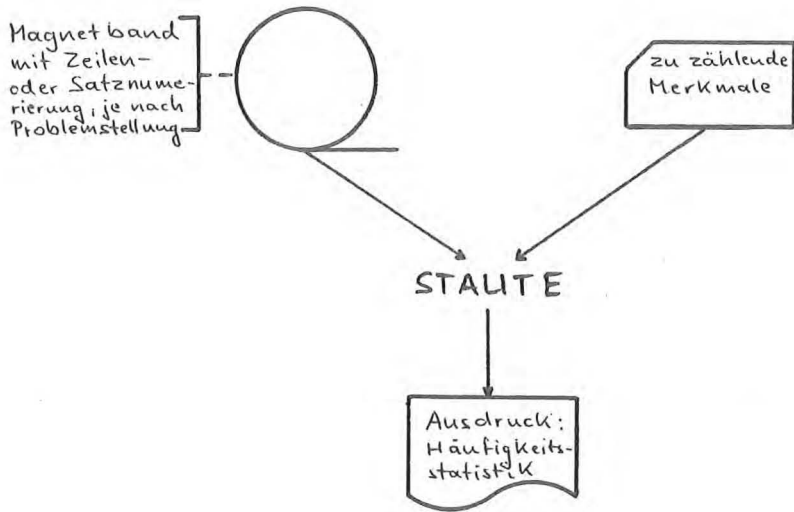 Magnetband
mit Zeilen-
oder Satznume-
rierung, je nach
Problemstellung
zu zählende
Merkmale
STALITE
Ausdruck:
Häufigkeits-
statistik